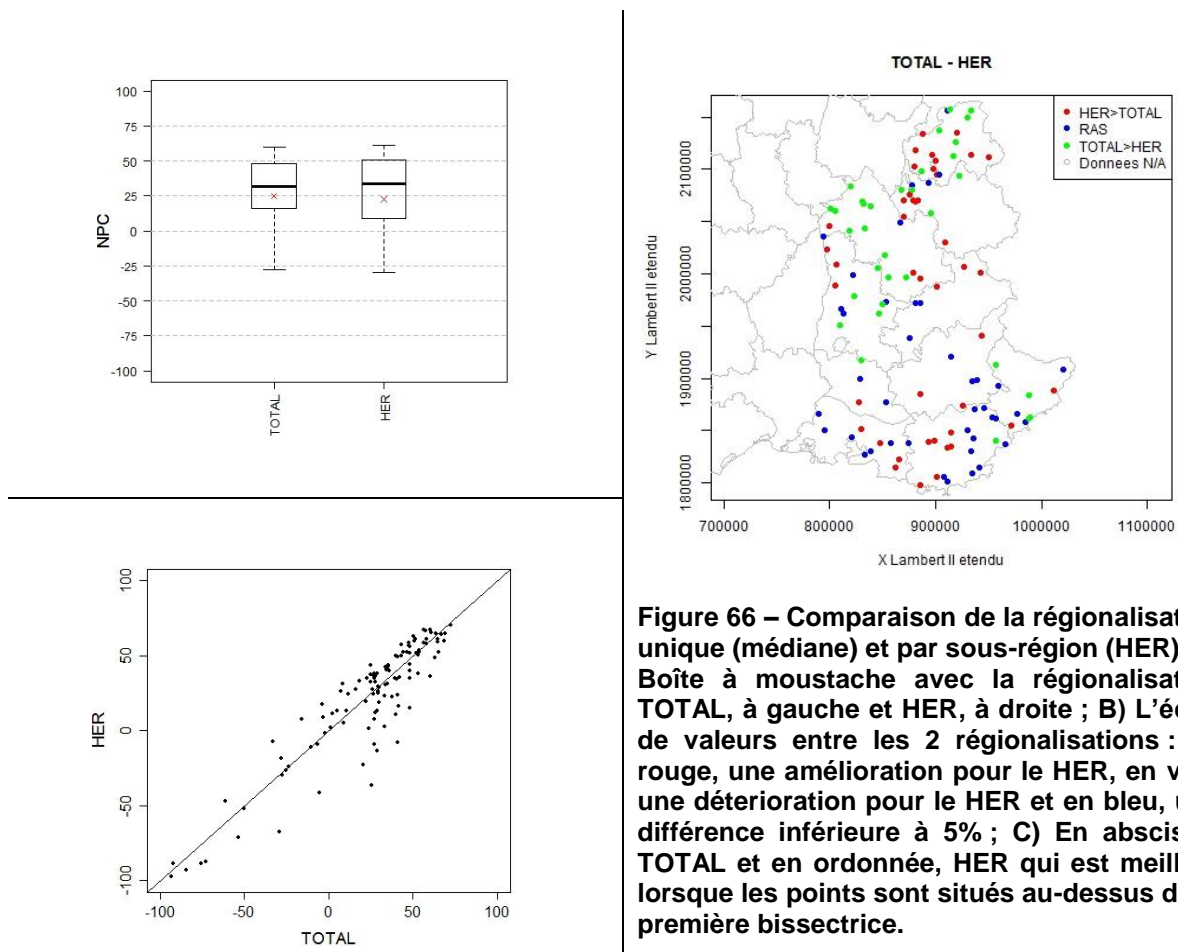 100
75
50
25
0
-25
-50
-75
-100
NPC
TOTAL
HER
TOTAL - HER
HER>TOTAL
RAS
TOTAL>HER
Donnees N/A
2100000
2000000
1900000
1800000
Y Lambert II etendu
700000
800000
900000
1000000
1100000
X Lambert II etendu
100
50
0
-50
-100
HER
-100
-50
0
50
100
TOTAL
Figure 66 – Comparaison de la régionalisat
unique (médiane) et par sous-région (HER)
Boîte à moustache avec la régionalisat
TOTAL, à gauche et HER, à droite ; B) L'é
de valeurs entre les 2 régionalisations :
rouge, une amélioration pour le HER, en v
une déterioration pour le HER et en bleu, u
différence inférieure à 5% ; C) En abscis
TOTAL et en ordonnée, HER qui est meill
lorsque les points sont situés au-dessus d
première bissectrice.